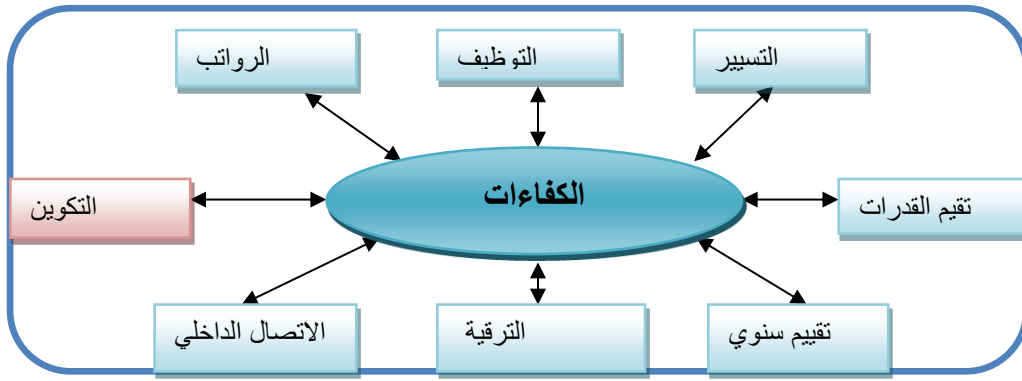 التسيير
التوظيف
الرواتب
الكفاءات
تقيم القدرات
التكوين
تقييم سنوي
الترقية
الاتصال الداخلي